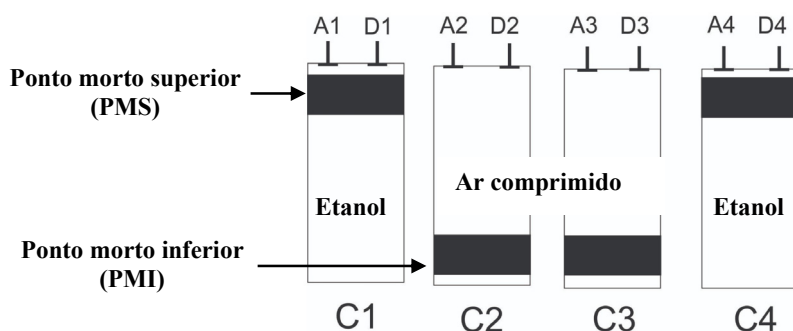 A1 D1 A2 D2 A3 D3 A4 D4
Ponto morto superior
(PMS)
Etanol
Ar comprimido
Etanol
Ponto morto inferior
(PMI)
C1 C2 C3 C4